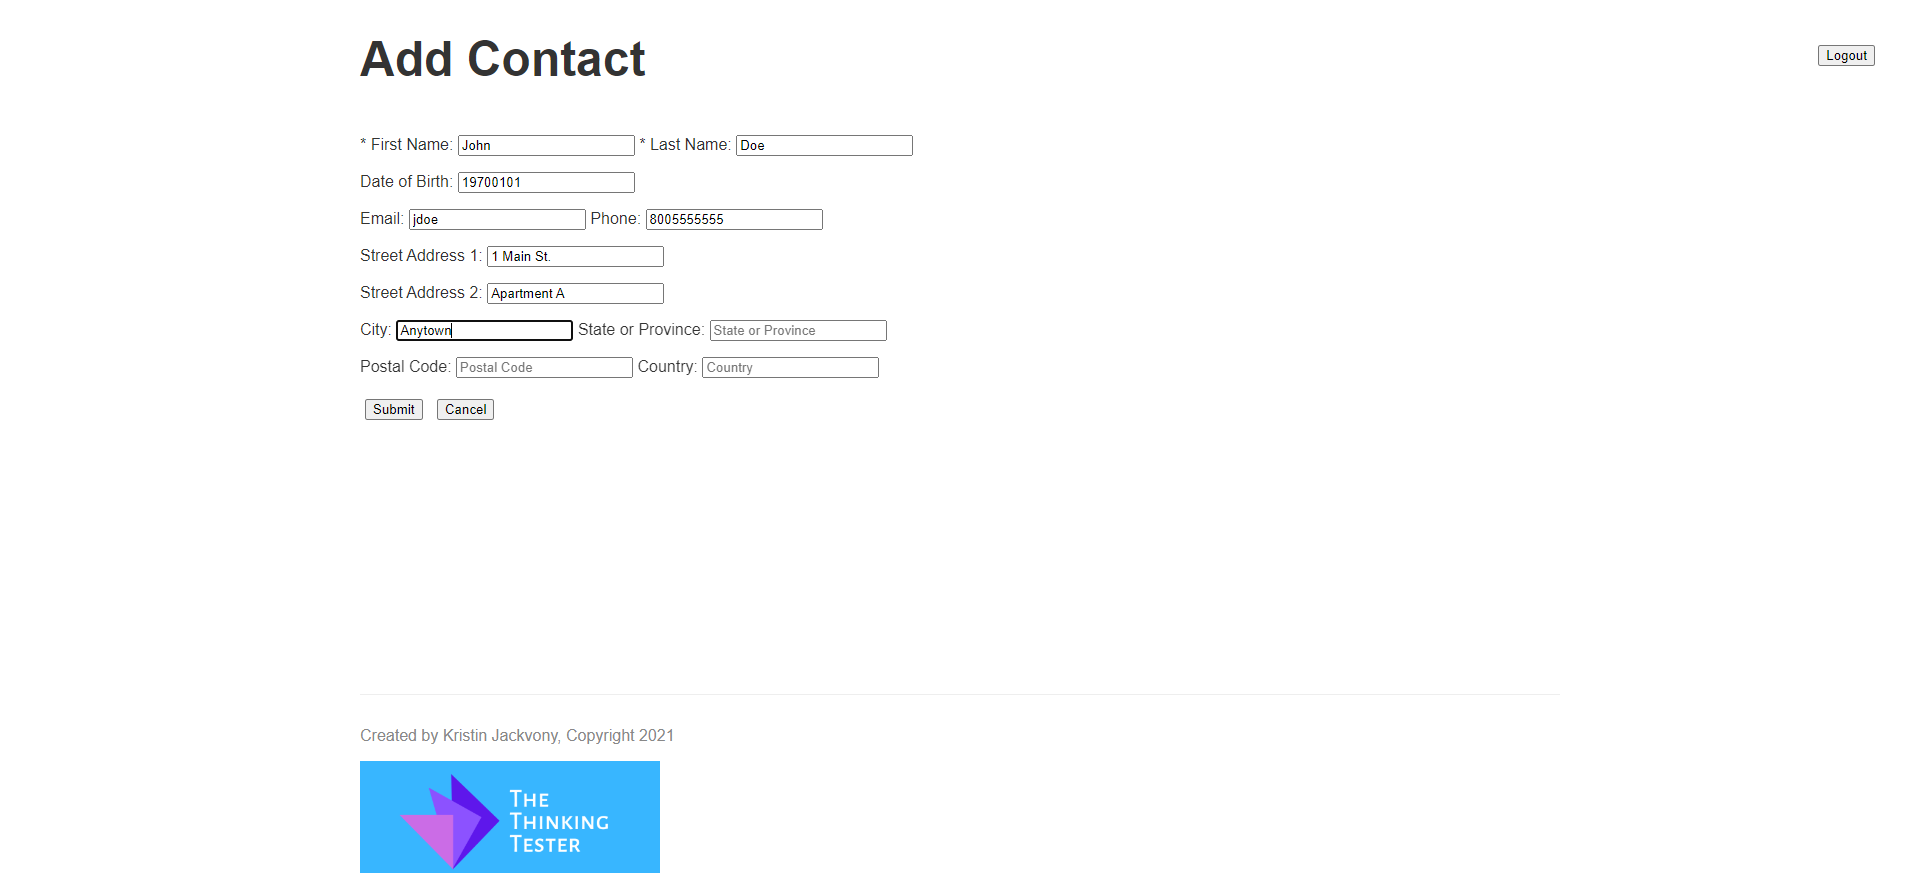 Add Contact
Logout
* First Name: John * Last Name: Doe
Date of Birth: 19700101
Email: jdoe Phone: 8005555555
Street Address 1: 1 Main St.
Street Address 2: Apartment A
City: Anytown State or Province: State or Province
Postal Code: Postal Code Country: Country
Submit Cancel
Created by Kristin Jackvony, Copyright 2021
THE
THINKING
TESTER